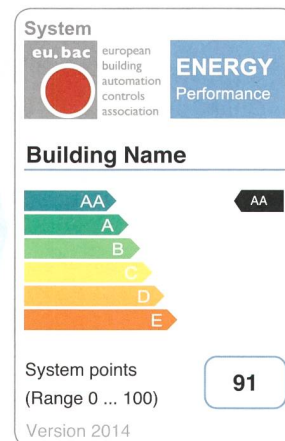 System
eu.bac
european
building
automation
controls
association
ENERGY
Performance
Building Name
AA
AA
A
B
C
D
E
System points
(Range 0 ... 100)
91
Version 2014